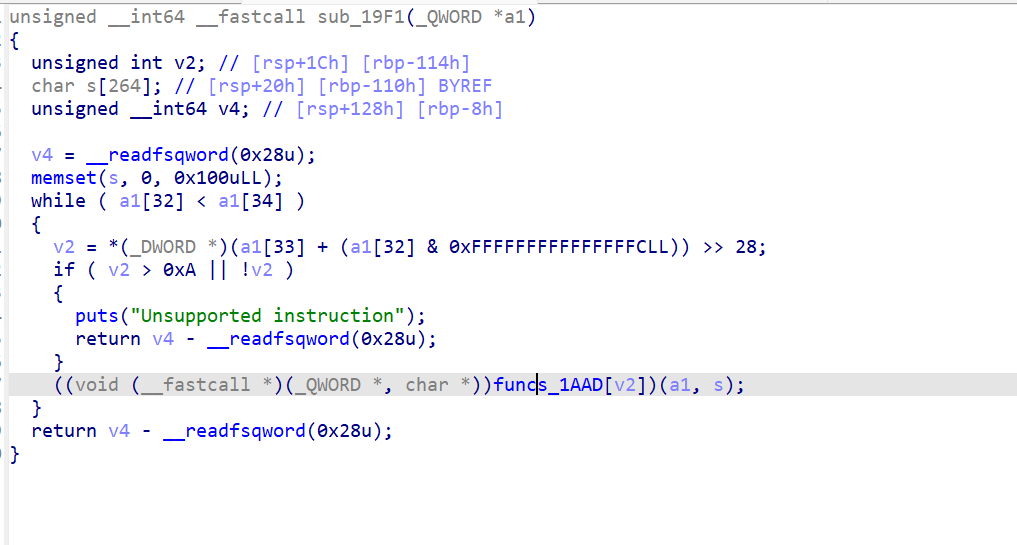 unsigned __int64 __fastcall sub_19F1(_QWORD *a1)
{
  unsigned int v2; // [rsp+1Ch] [rbp-114h]
  char s[264]; // [rsp+20h] [rbp-110h] BYREF
  unsigned __int64 v4; // [rsp+128h] [rbp-8h]

  v4 = __readfsqword(0x28u);
  memset(s, 0, 0x100uLL);
  while ( a1[32] < a1[34] )
  {
    v2 = *(_DWORD *)(a1[33] + (a1[32] & 0xFFFFFFFFFFFFFFFCLL)) >> 28;
    if ( v2 > 0xA || !v2 )
    {
      puts("Unsupported instruction");
      return v4 - __readfsqword(0x28u);
    }
    ((void (__fastcall *)(_QWORD *, char *))funcs_1AAD[v2])(a1, s);
  }
  return v4 - __readfsqword(0x28u);
}